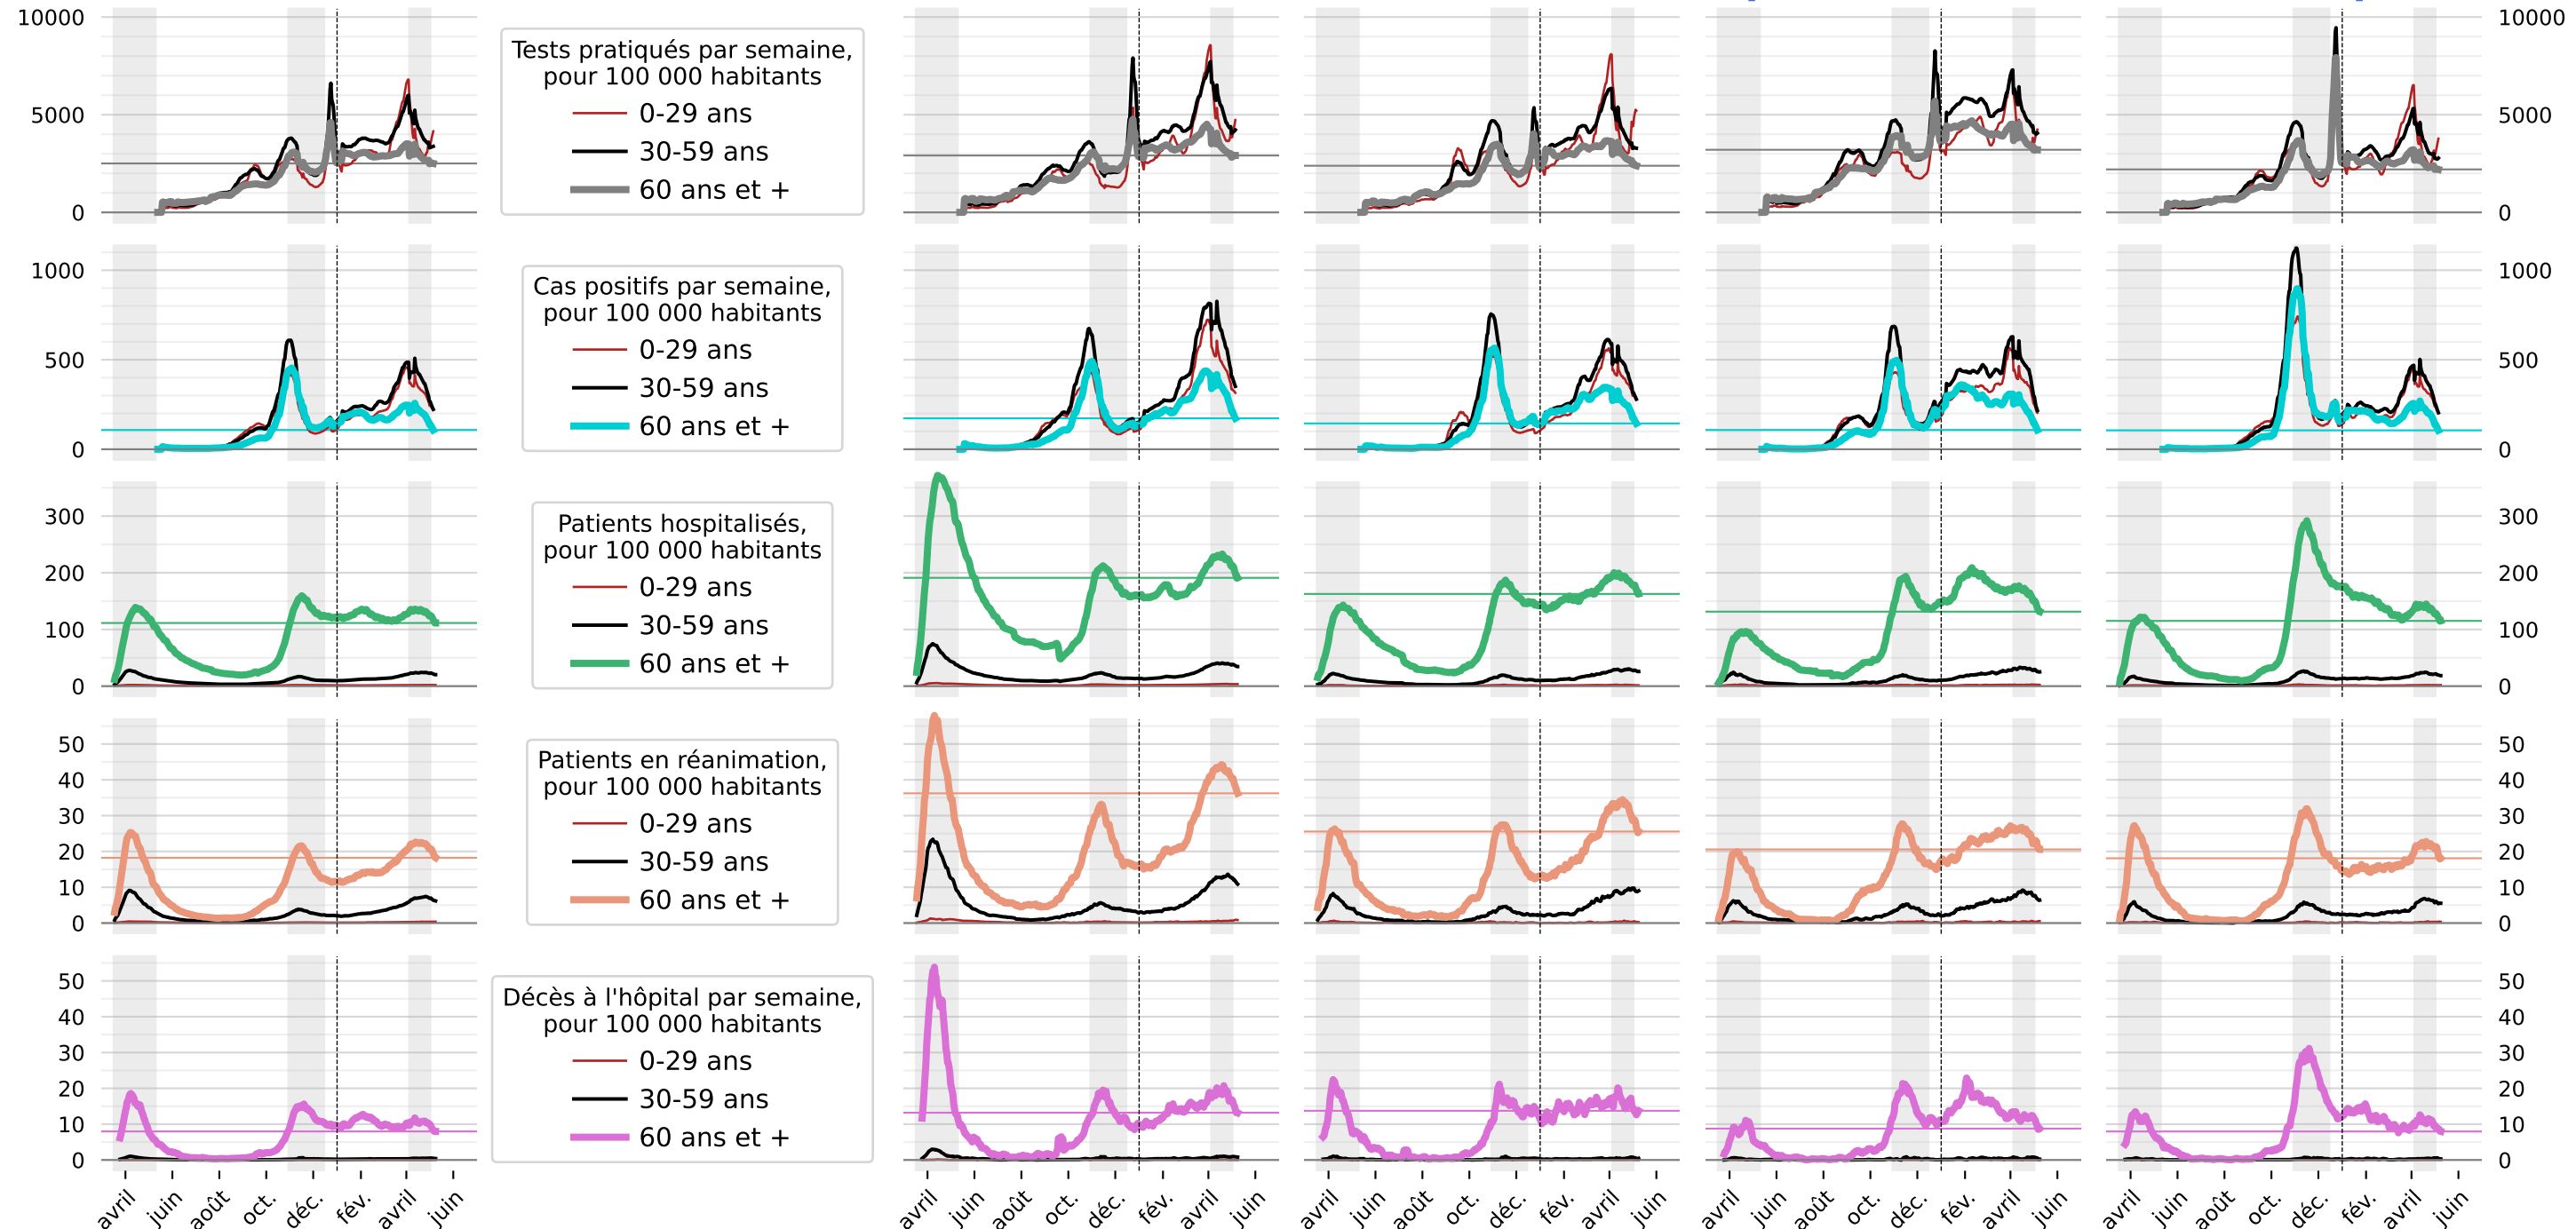 10000
5000
0
Tests pratiqués par semaine,
pour 100 000 habitants
0-29 ans
30-59 ans
60 ans et +
10000
5000
0
1000
500
0
Cas positifs par semaine,
pour 100 000 habitants
0-29 ans
30-59 ans
60 ans et +
1000
500
0
300
200
100
0
Patients hospitalisés,
pour 100 000 habitants
0-29 ans
30-59 ans
60 ans et +
300
200
100
0
50
40
30
20
10
0
Patients en réanimation,
pour 100 000 habitants
0-29 ans
30-59 ans
60 ans et +
50
40
30
20
10
0
50
40
30
20
10
0
Décès à l'hôpital par semaine,
pour 100 000 habitants
0-29 ans
30-59 ans
60 ans et +
50
40
30
20
10
0
avril juin août oct. déc. fév. avril juin
avril juin août oct. déc. fév. avril juin
avril juin août oct. déc. fév. avril juin
avril juin août oct. déc. fév. avril juin
avril juin août oct. déc. fév. avril juin